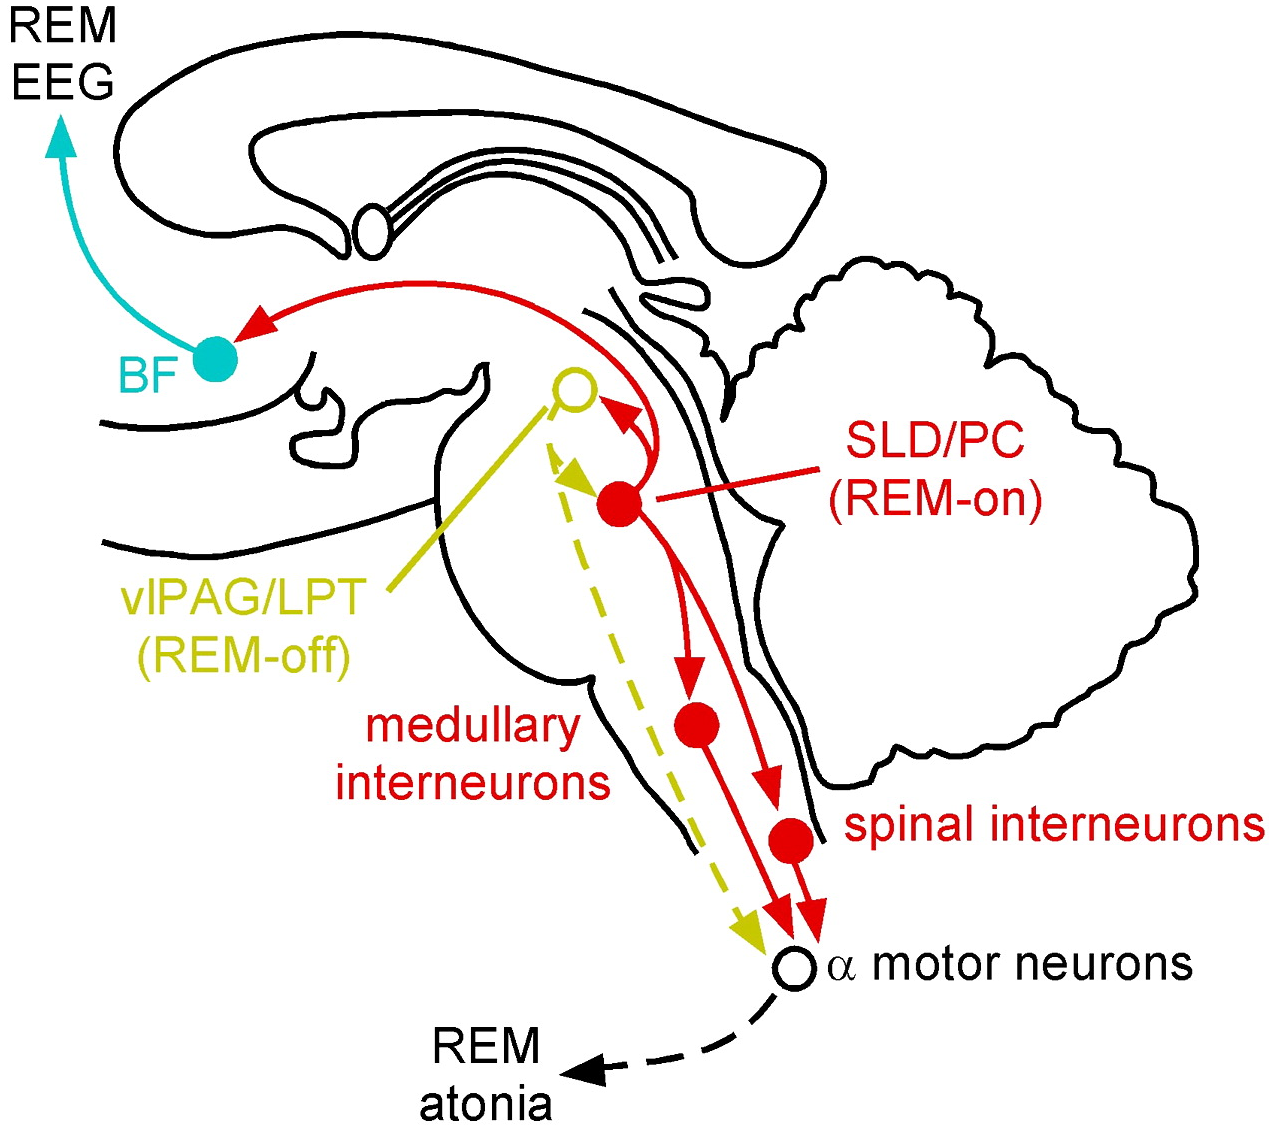 REM
EEG
BF
SLD/PC
(REM-on)
vlPAG/LPT
(REM-off)
medullary
interneurons
spinal interneurons
α motor neurons
REM
atonia